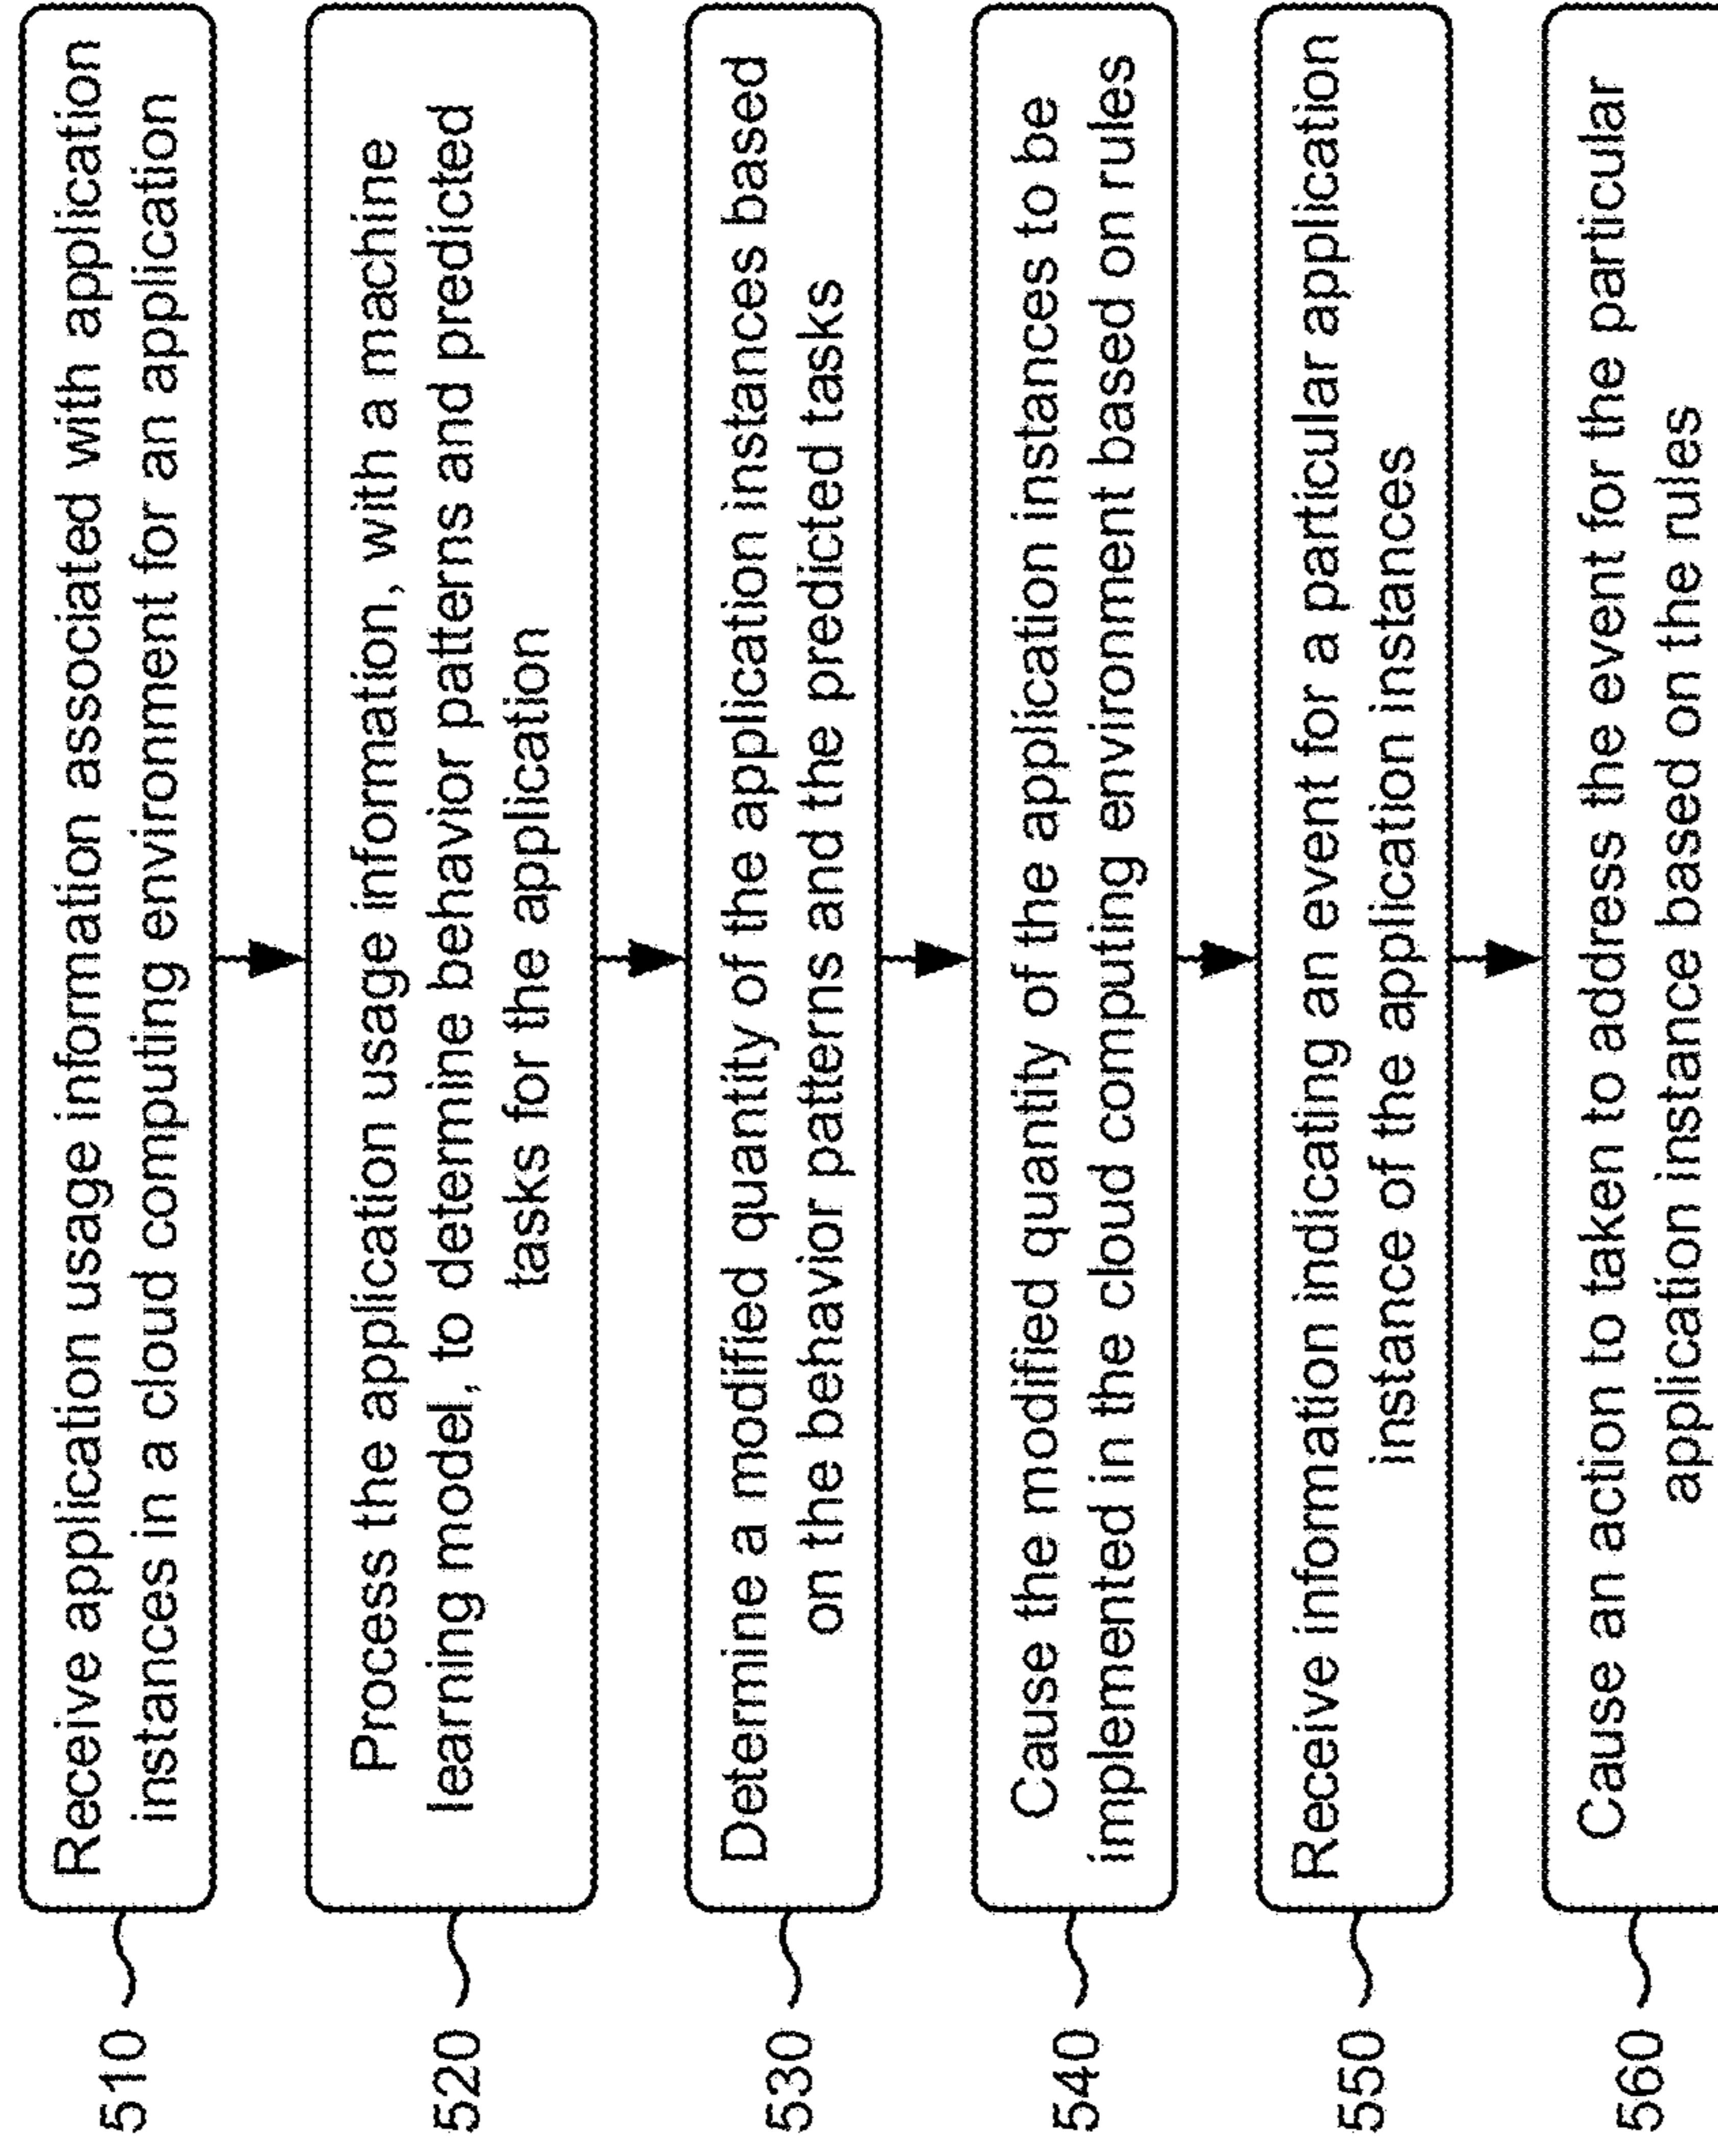 510
Receive application usage information associated with application
instances in a cloud computing environment for an application
520
Process the application usage information, with a machine
learning model, to determine behavior patterns and predicted
tasks for the application
530
Determine a modified quantity of the application instances based
on the behavior patterns and the predicted tasks
540
Cause the modified quantity of the application instances to be
implemented in the cloud computing environment based on rules
550
Receive information indicating an event for a particular application
instance of the application instances
560
Cause an action to taken to address the event for the particular
application instance based on the rules